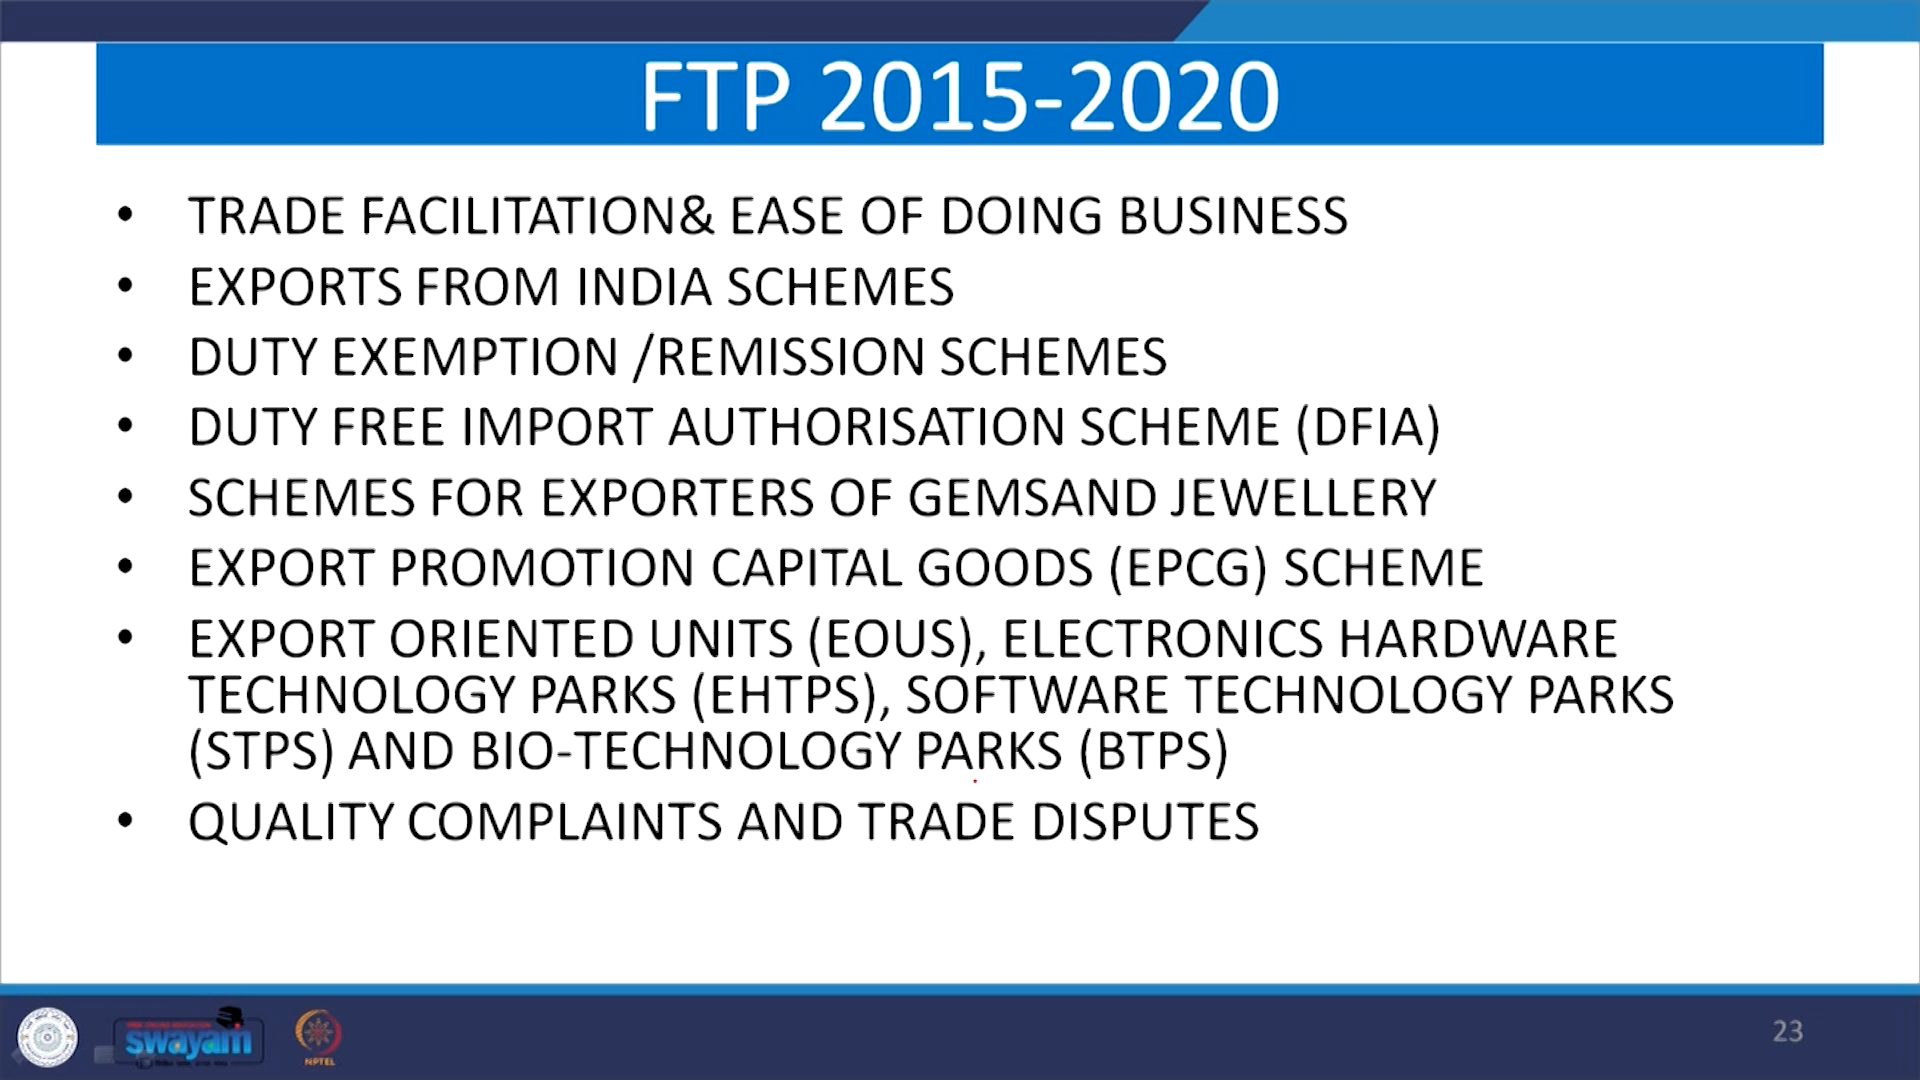 FTP 2015-2020
• TRADE FACILITATION& EASE OF DOING BUSINESS
• EXPORTS FROM INDIA SCHEMES
• DUTY EXEMPTION /REMISSION SCHEMES
• DUTY FREE IMPORT AUTHORISATION SCHEME (DFIA)
• SCHEMES FOR EXPORTERS OF GEMSAND JEWELLERY
• EXPORT PROMOTION CAPITAL GOODS (EPCG) SCHEME
• EXPORT ORIENTED UNITS (EOUS), ELECTRONICS HARDWARE
TECHNOLOGY PARKS (EHTPS), SOFTWARE TECHNOLOGY PARKS
(STPS) AND BIO-TECHNOLOGY PARKS (BTPS)
• QUALITY COMPLAINTS AND TRADE DISPUTES
swayam
NPTEL
23